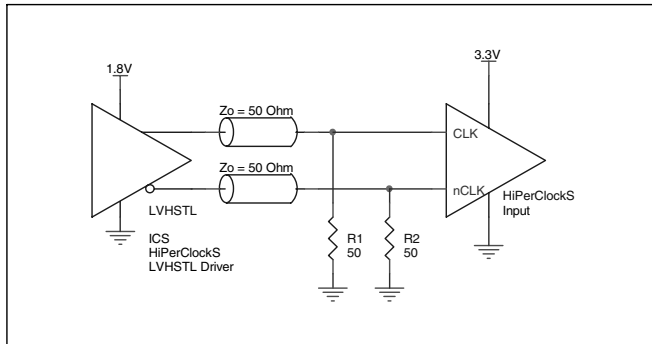 1.8V
3.3V
Zo = 50 Ohm
CLK
Zo = 50 Ohm
nCLK
HiPerClockS
Input
LVHSTL
ICS
HiPerClockS
LVHSTL Driver
R1
50
R2
50